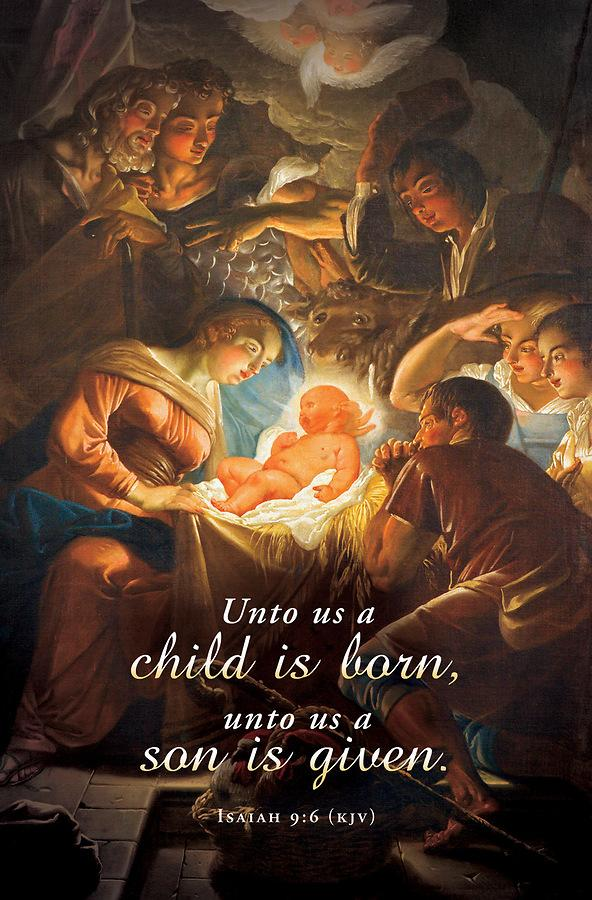 Unto us a
child is born,
unto us a
son is given.
Isaiah 9:6 (KJV)